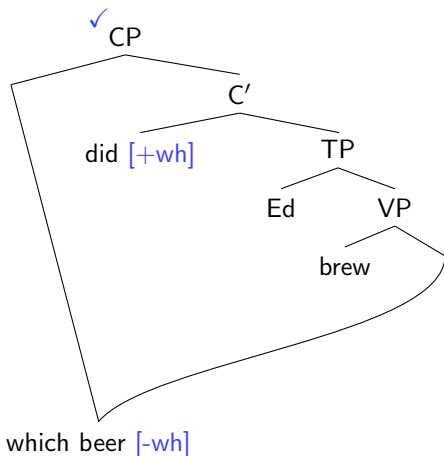 ✓
CP
C′
did [+wh]
TP
Ed
VP
brew
which beer [-wh]